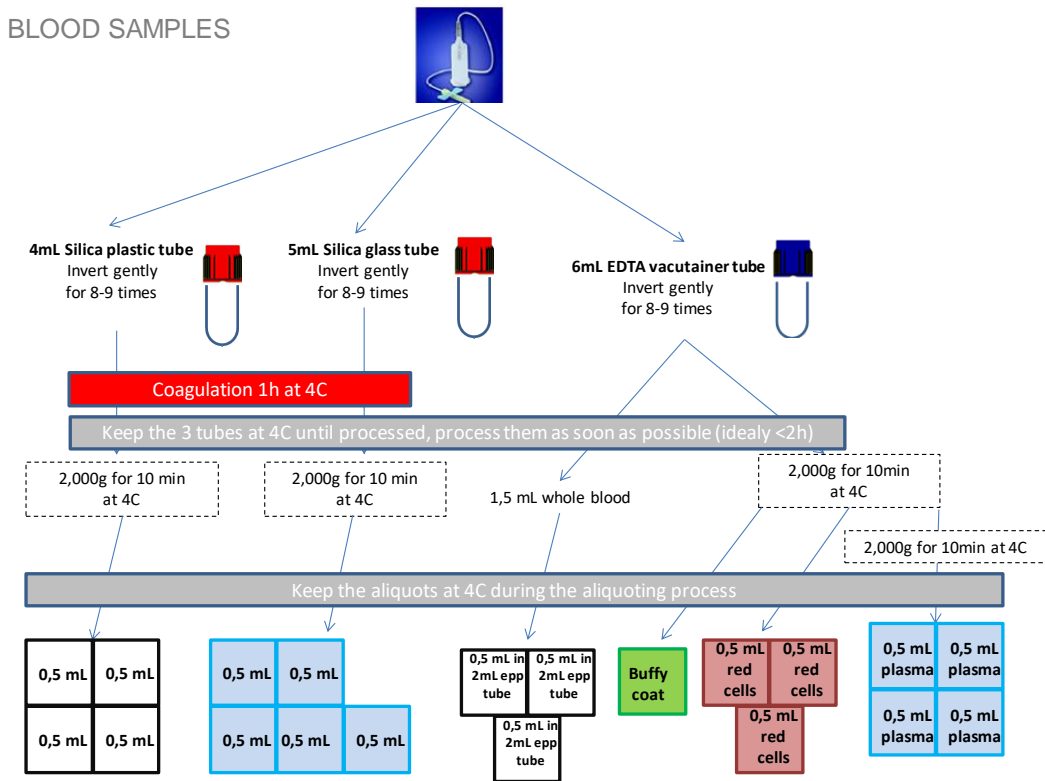 BLOOD SAMPLES
4mL Silica plastic tube
Invert gently
for 8-9 times
5mL Silica glass tube
Invert gently
for 8-9 times
6mL EDTA vacutainer tube
Invert gently
for 8-9 times
Coagulation 1h at 4C
Keep the 3 tubes at 4C until processed, process them as soon as possible (idealy <2h)
2,000g for 10 min
at 4C
2,000g for 10 min
at 4C
1,5 mL whole blood
2,000g for 10min
at 4C
2,000g for 10min at 4C
Keep the aliquots at 4C during the aliquoting process
0,5 mL
0,5 mL
0,5 mL
0,5 mL
0,5 mL
0,5 mL
0,5 mL
0,5 mL
0,5 mL
0,5 mL in
2mL epp
tube
0,5 mL in
2mL epp
tube
0,5 mL in
2mL epp
tube
Buffy
coat
0,5 mL
red
cells
0,5 mL
red
cells
0,5 mL
red
cells
0,5 mL
plasma
0,5 mL
plasma
0,5 mL
plasma
0,5 mL
plasma